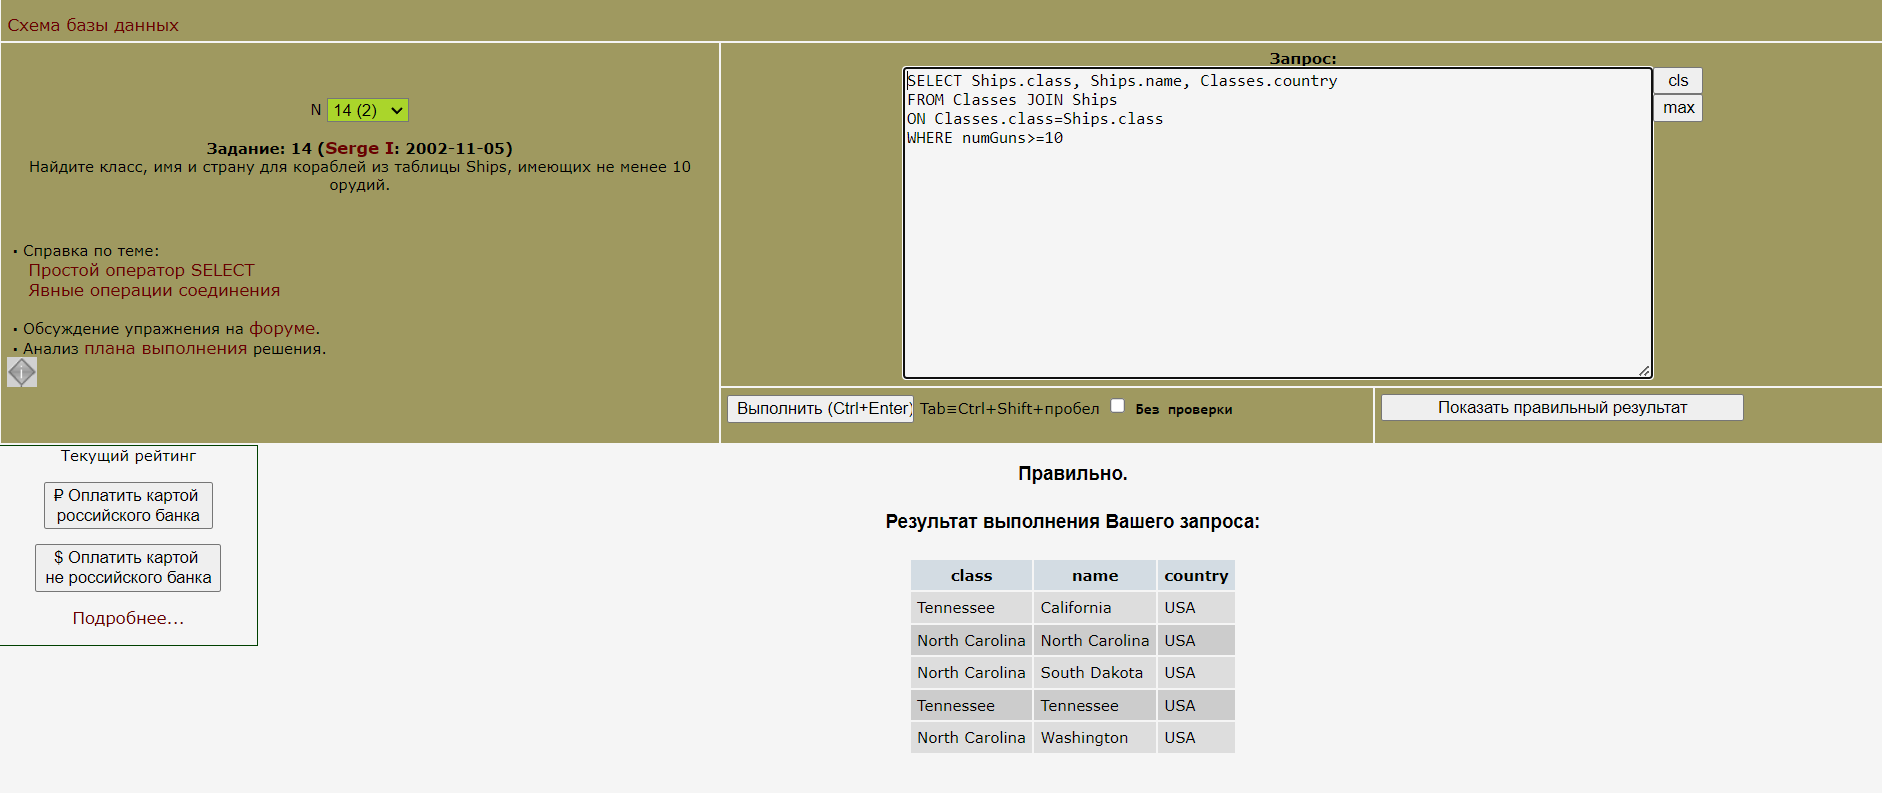 Схема базы данных
N 14 (2)
Задание: 14 (Serge I: 2002-11-05)
Найдите класс, имя и страну для кораблей из таблицы Ships, имеющих не менее 10
орудий.
• Справка по теме:
Простой оператор SELECT
Явные операции соединения
• Обсуждение упражнения на форуме.
• Анализ плана выполнения решения.
i
Запрос:
SELECT Ships.class, Ships.name, Classes.country
FROM Classes JOIN Ships
ON Classes.class=Ships.class
WHERE numGuns>=10
cls
max
Выполнить (Ctrl+Enter) Tab≡Ctrl+Shift+пробел Без проверки
Показать правильный результат
Текущий рейтинг
₽ Оплатить картой
российского банка
$ Оплатить картой
не российского банка
Подробнее...
Правильно.
Результат выполнения Вашего запроса:
class name country
Tennessee California USA
North Carolina North Carolina USA
North Carolina South Dakota USA
Tennessee Tennessee USA
North Carolina Washington USA